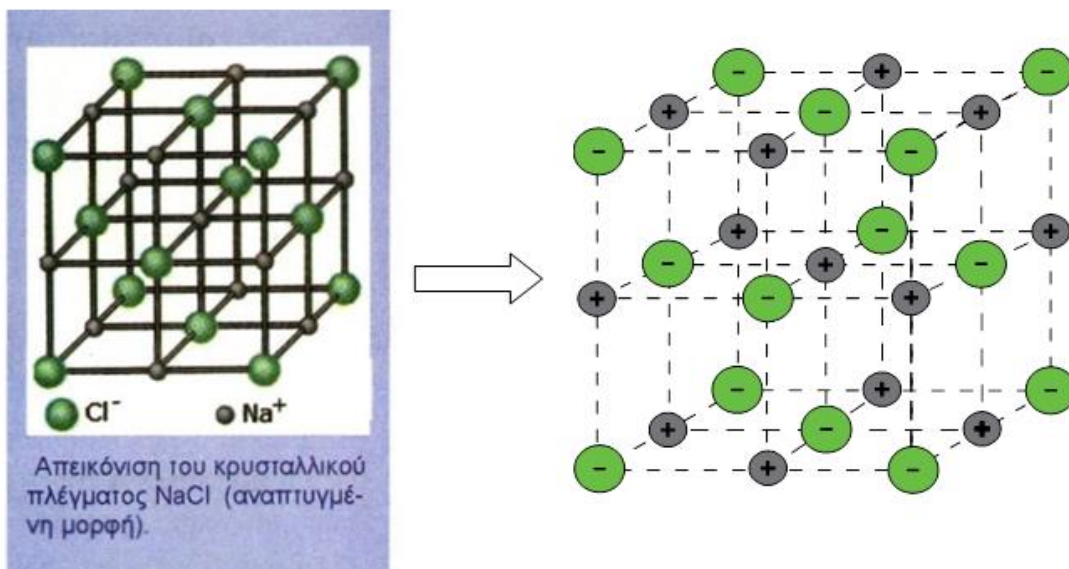 Cl⁻ Na⁺
Απεικόνιση του κρυσταλλικού
πλέγματος NaCl (αναπτυγμέ-
νη μορφή).
- + -
+ - +
- + -
+ - +
- + -
+ - +
- + -
+ - +
- + -